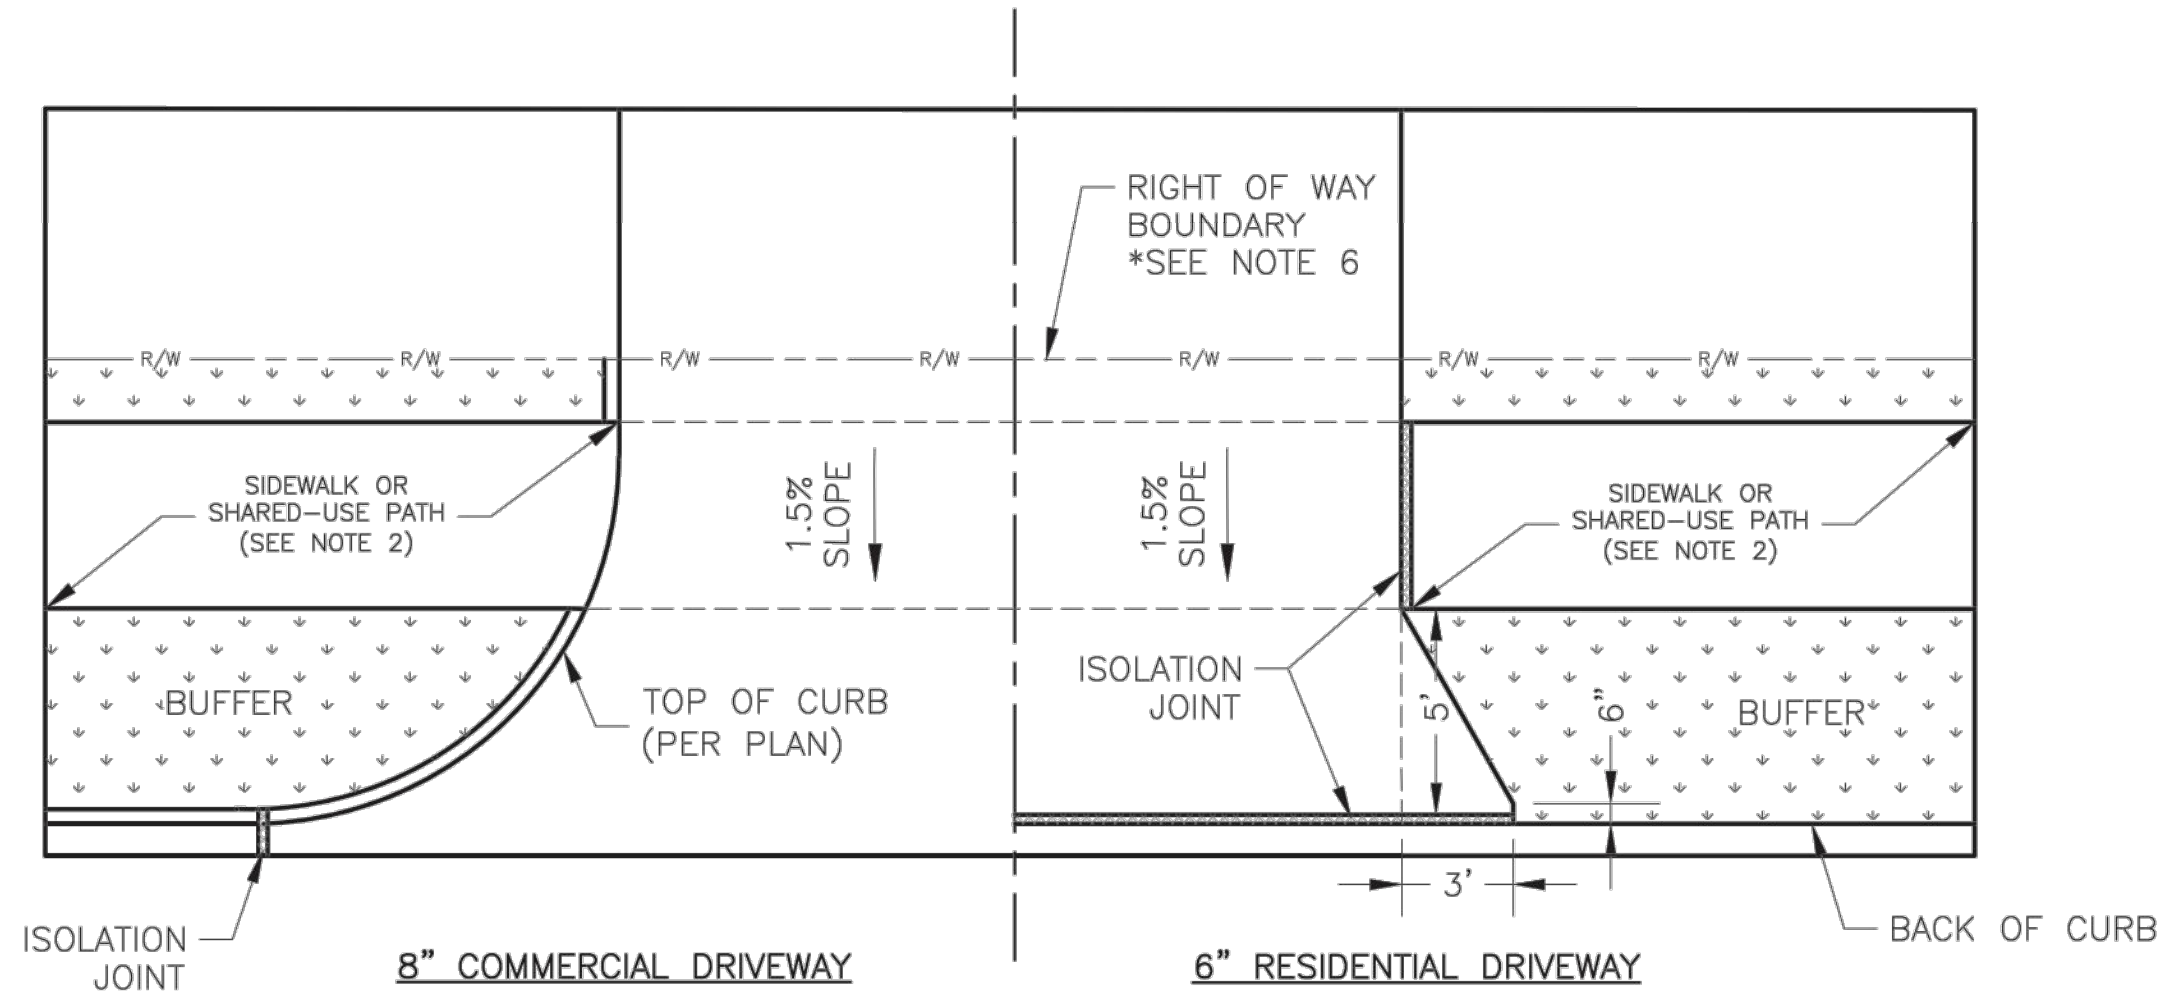 RIGHT OF WAY
BOUNDARY
*SEE NOTE 6
R/W R/W R/W R/W R/W R/W R/W
SIDEWALK OR
SHARED-USE PATH
(SEE NOTE 2)
1.5%
SLOPE
1.5%
SLOPE
SIDEWALK OR
SHARED-USE PATH
(SEE NOTE 2)
BUFFER
TOP OF CURB
(PER PLAN)
ISOLATION
JOINT
5'
6"
BUFFER
3'
ISOLATION
JOINT
BACK OF CURB
8" COMMERCIAL DRIVEWAY
6" RESIDENTIAL DRIVEWAY